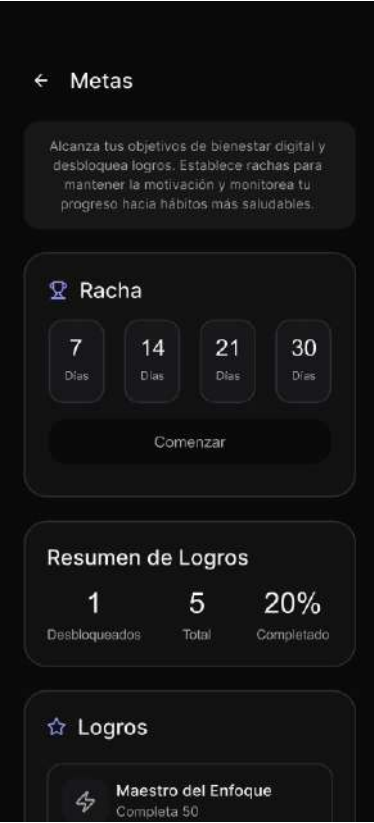 Metas
Alcanza tus objetivos de bienestar digital y
desbloquea logros. Establece rachas para
mantener la motivación y monitorea tu
progreso hacia hábitos más saludables.
Racha
7 14 21 30
Días Días Días Días
Comenzar
Resumen de Logros
1 5 20%
Desbloqueados Total Completado
Logros
Maestro del Enfoque
Completa 50